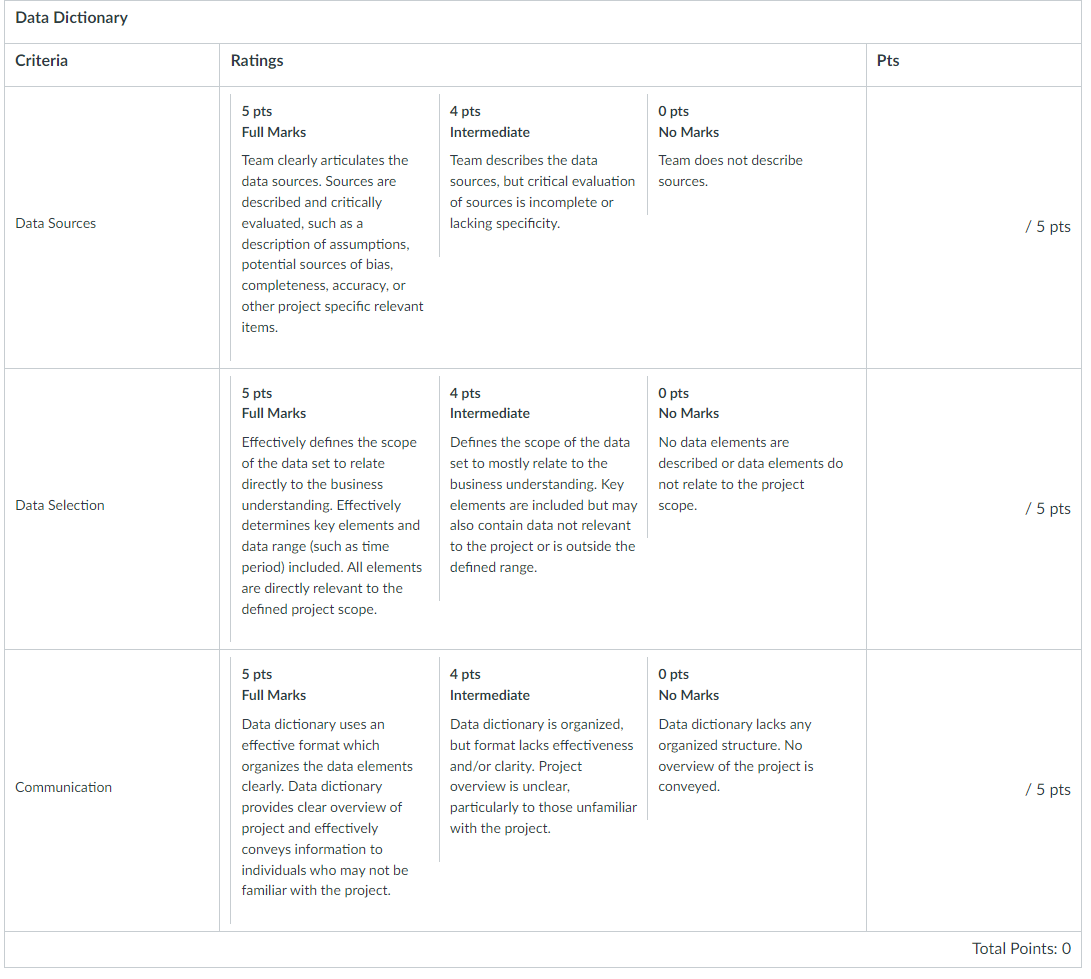 Data Dictionary
Criteria
Ratings
Pts
Data Sources
5 pts
Full Marks
Team clearly articulates the
data sources. Sources are
described and critically
evaluated, such as a
description of assumptions,
potential sources of bias,
completeness, accuracy, or
other project specific relevant
items.
4 pts
Intermediate
Team describes the data
sources, but critical evaluation
of sources is incomplete or
lacking specificity.
0 pts
No Marks
Team does not describe
sources.
/ 5 pts
Data Selection
5 pts
Full Marks
Effectively defines the scope
of the data set to relate
directly to the business
understanding. Effectively
determines key elements and
data range (such as time
period) included. All elements
are directly relevant to the
defined project scope.
4 pts
Intermediate
Defines the scope of the data
set to mostly relate to the
business understanding. Key
elements are included but may
also contain data not relevant
to the project or is outside the
defined range.
0 pts
No Marks
No data elements are
described or data elements do
not relate to the project
scope.
/ 5 pts
Communication
5 pts
Full Marks
Data dictionary uses an
effective format which
organizes the data elements
clearly. Data dictionary
provides clear overview of
project and effectively
conveys information to
individuals who may not be
familiar with the project.
4 pts
Intermediate
Data dictionary is organized,
but format lacks effectiveness
and/or clarity. Project
overview is unclear,
particularly to those unfamiliar
with the project.
0 pts
No Marks
Data dictionary lacks any
organized structure. No
overview of the project is
conveyed.
/ 5 pts
Total Points: 0